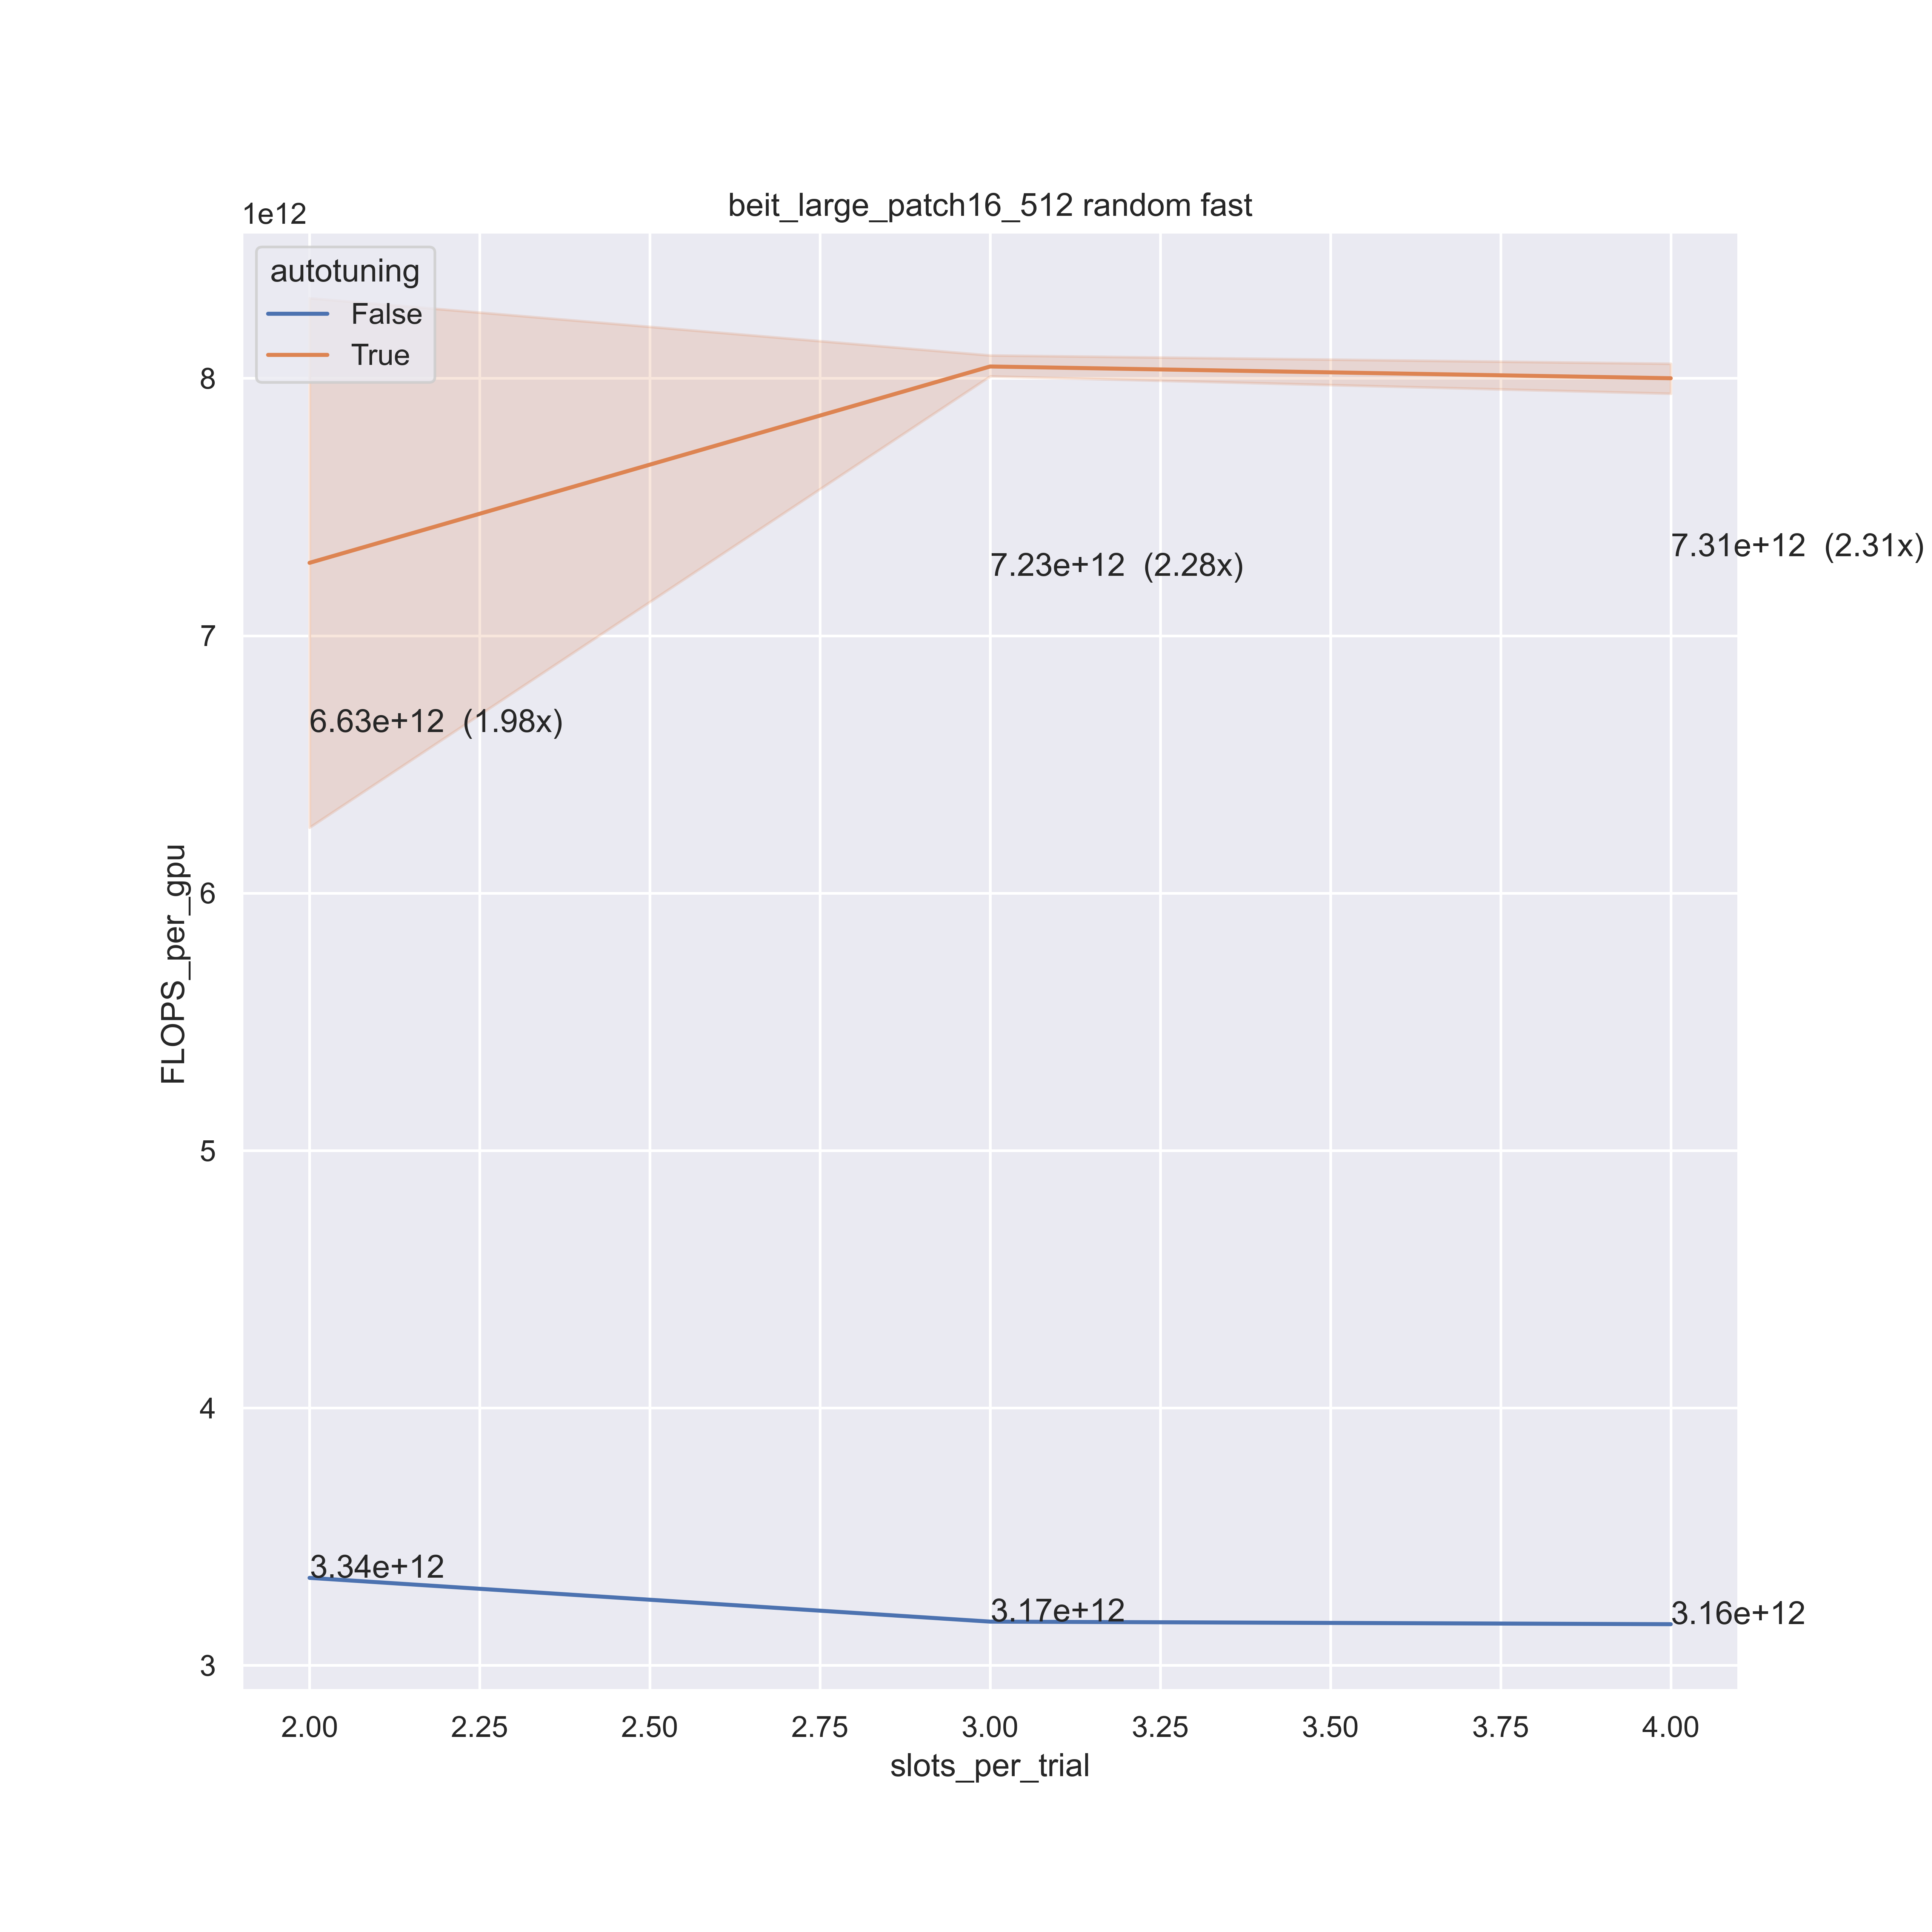 beit_large_patch16_512 random fast
1e12
autotuning
False
True
8
7
6
5
4
3
FLOPS_per_gpu
7.31e+12 (2.31x)
7.23e+12 (2.28x)
6.63e+12 (1.98x)
3.34e+12
3.17e+12
3.16e+12
2.00 2.25 2.50 2.75 3.00 3.25 3.50 3.75 4.00
slots_per_trial